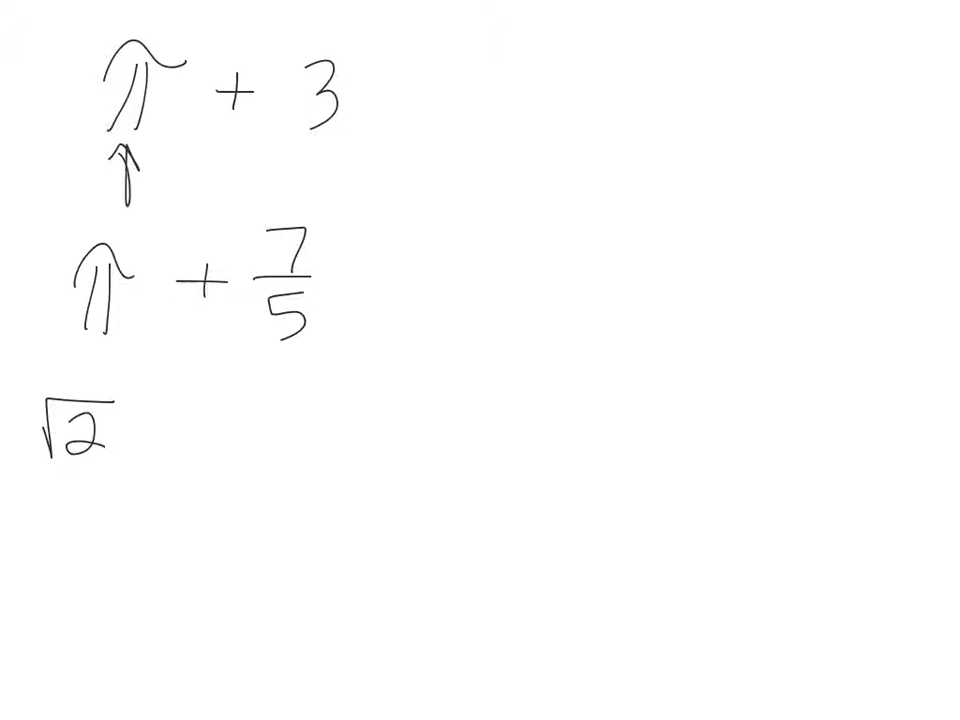 π + 3
↑
π + 7/5
√2